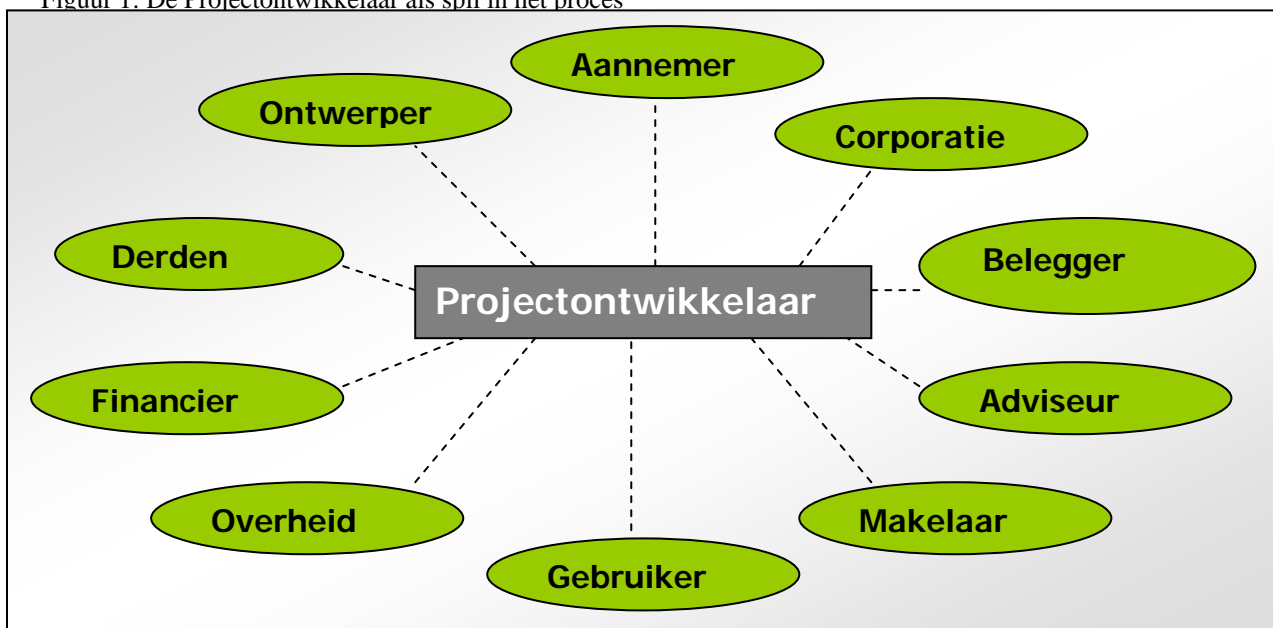 Figuur 1: De Projectontwikkelaar als spil in het proces
Aannemer
Ontwerper
Corporatie
Derden
Belegger
Projectontwikkelaar
Financier
Adviseur
Overheid
Makelaar
Gebruiker